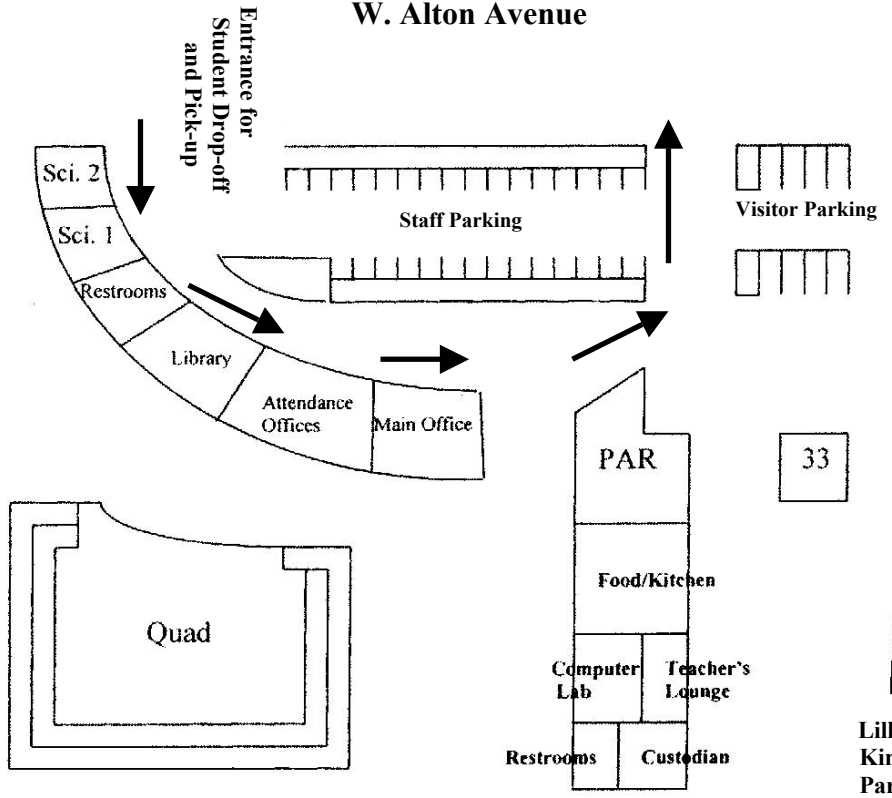 W. Alton Avenue
Entrance for
Student Drop-off
and Pick-up
Sci. 2
Staff Parking
Visitor Parking
Sci. 1
Restrooms
Library
Attendance
Offices
Main Office
PAR
33
Food/Kitchen
Quad
Computer
Lab
Teacher's
Lounge
Restrooms
Custodian